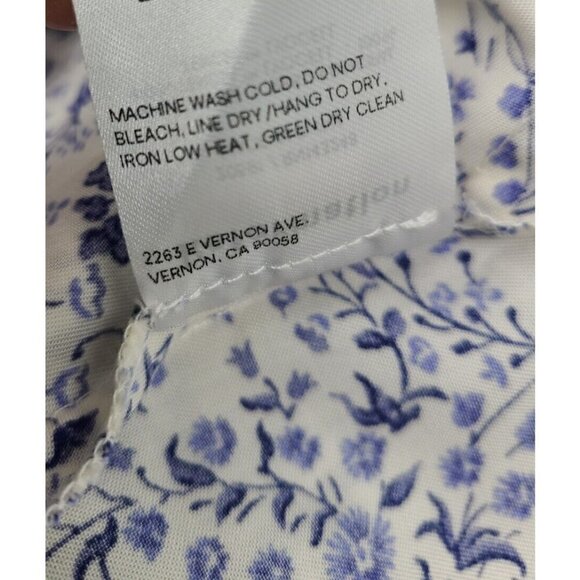 MACHINE WASH COLD, DO NOT
BLEACH, LINE DRY/HANG TO DRY,
IRON LOW HEAT, GREEN DRY CLEAN
2263 E VERNON AVE.
VERNON, CA 90058